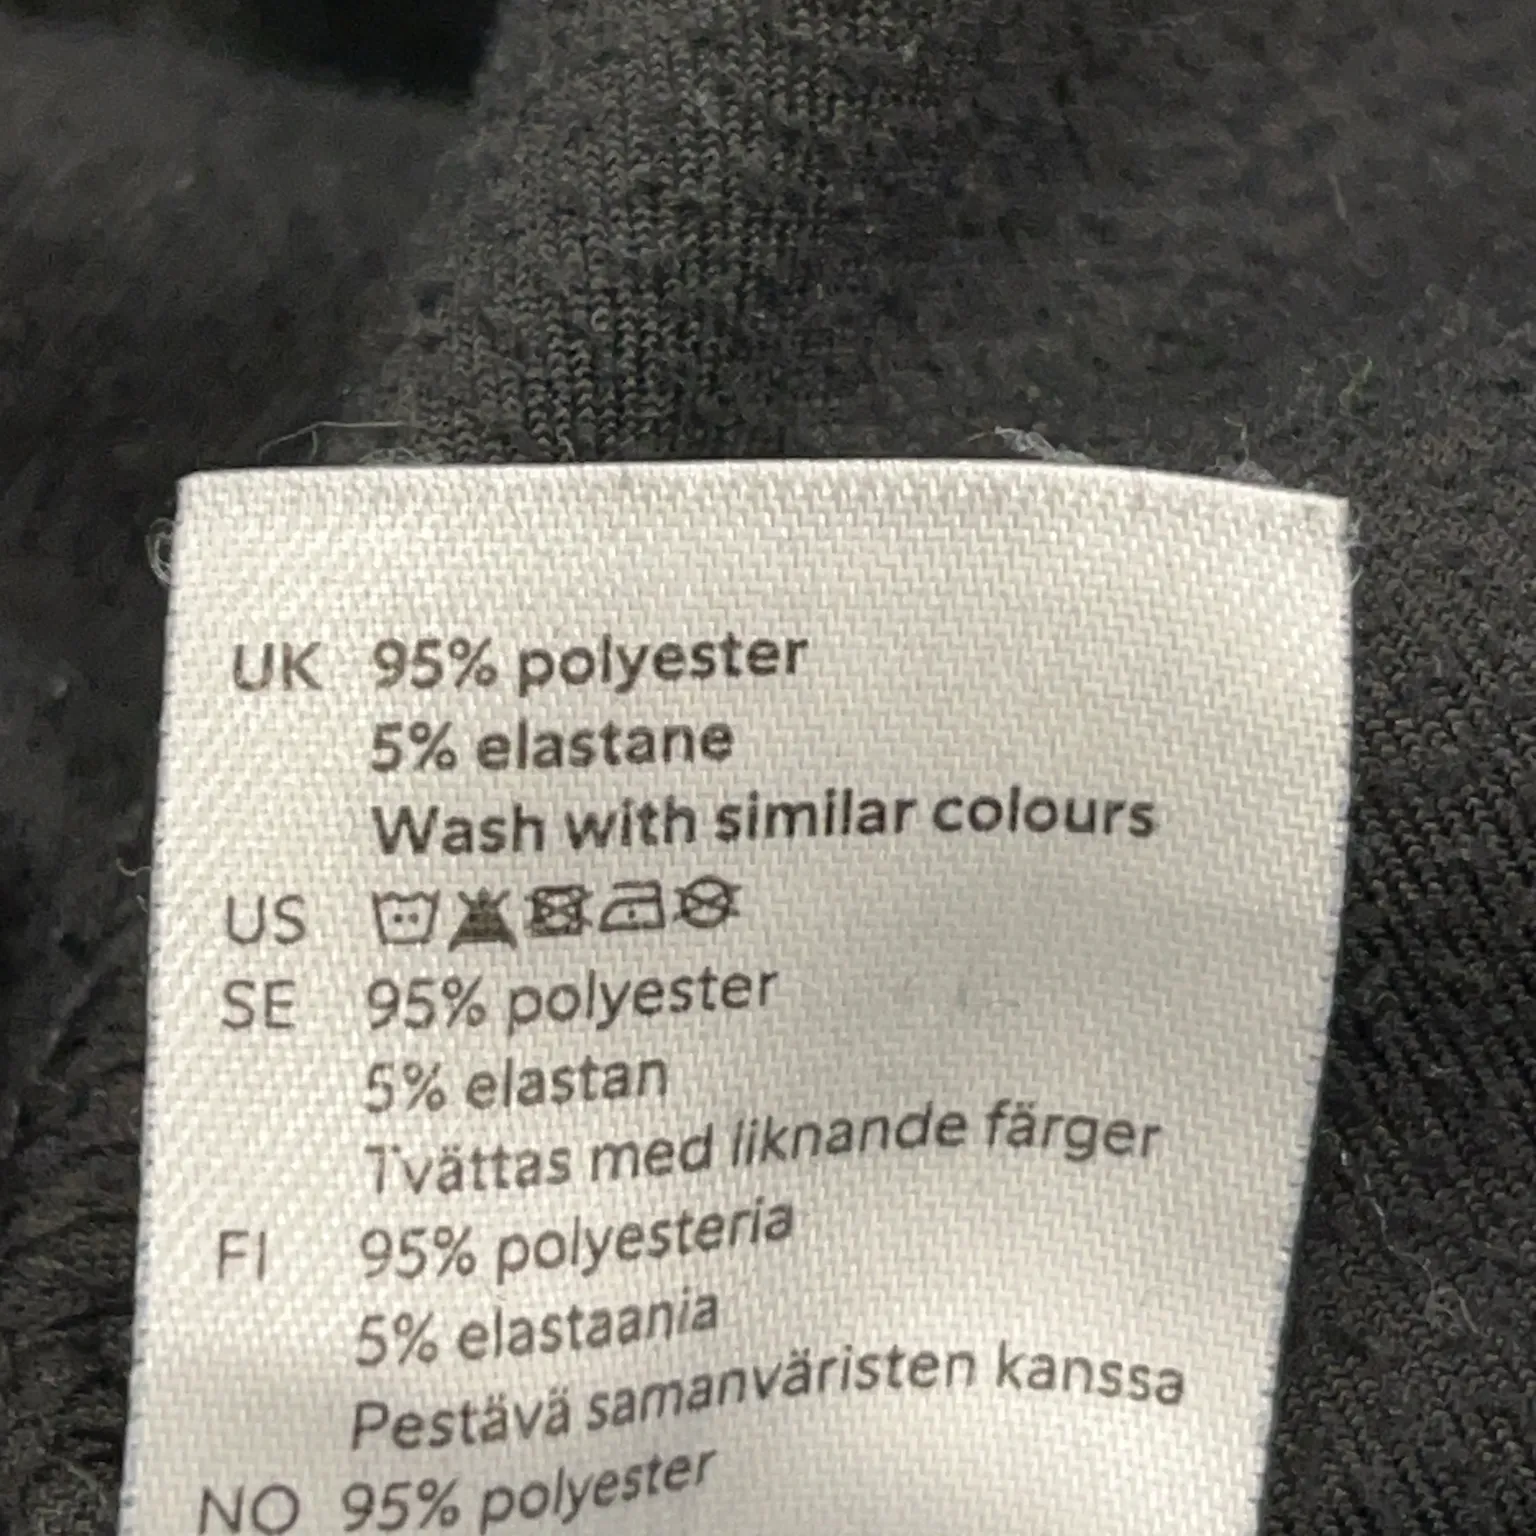 UK 95% polyester
5% elastane
Wash with similar colours
US
SE 95% polyester
5% elastan
Tvättas med liknande färger
FI 95% polyesteria
5% elastaania
Pestävä samanväristen kanssa
NO 95% polyester